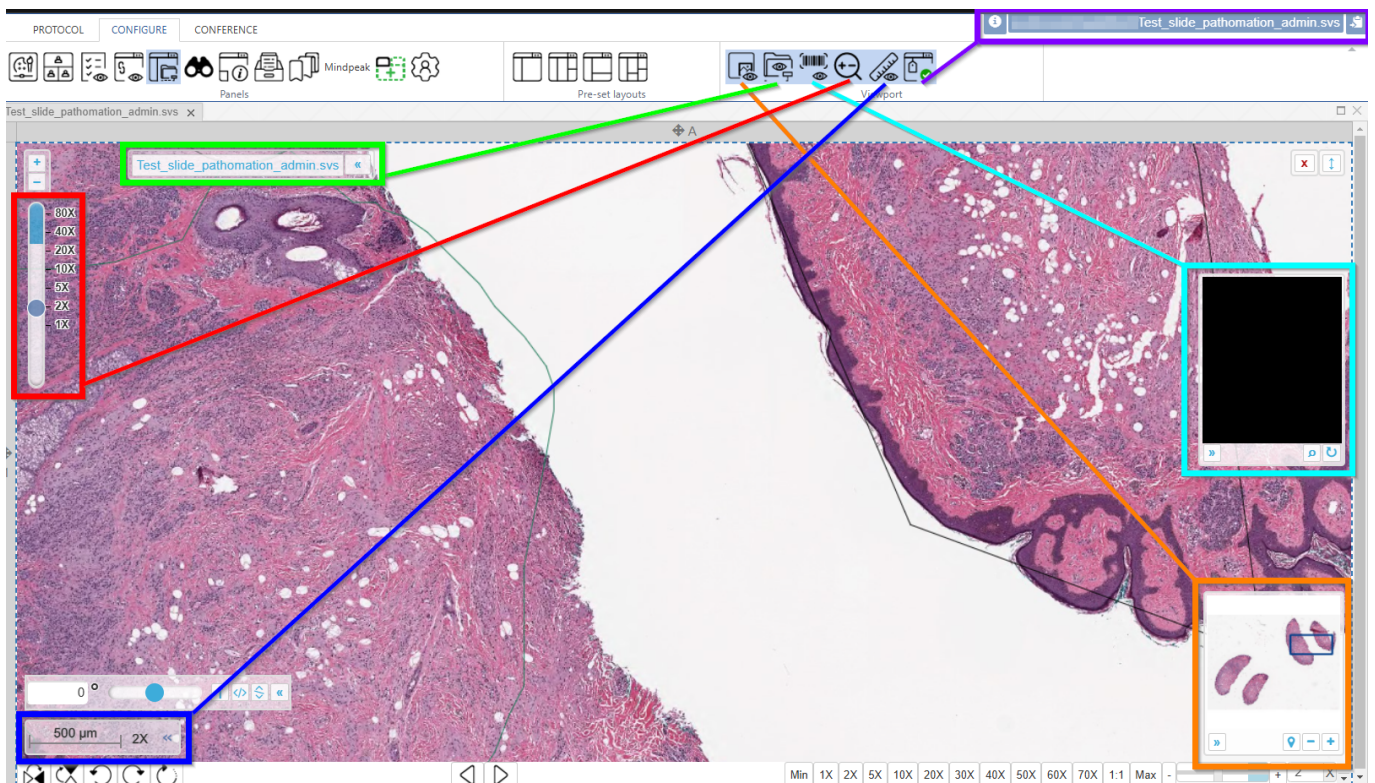 PROTOCOL CONFIGURE CONFERENCE
Test_slide_pathomation_admin.svs
Mindpeak
Panels Pre-set layouts Viewport
Test_slide_pathomation_admin.svs x
A
Test_slide_pathomation_admin.svs «
+
−
80X
40X
20X
10X
5X
2X
1X
x
»
0 °
</> «
500 µm 2X «
» − +
Min 1X 2X 5X 10X 20X 30X 40X 50X 60X 70X 1:1 Max - + 2 X